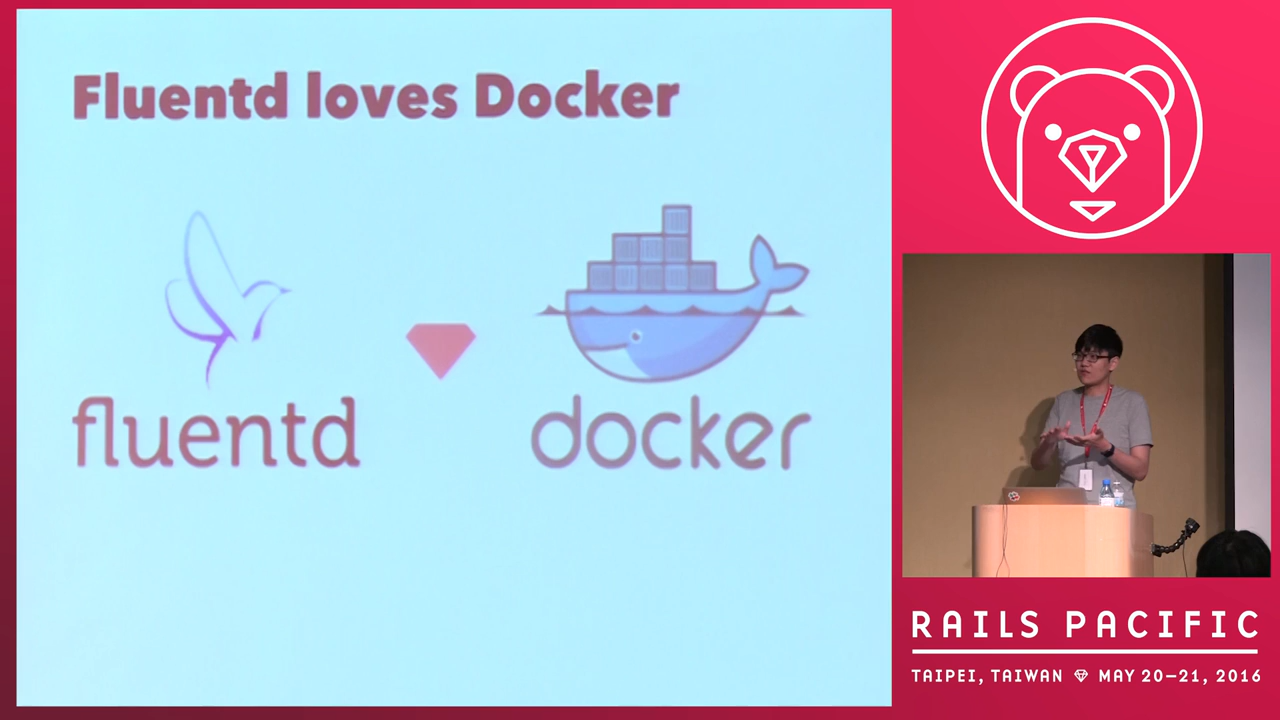 Fluentd loves Docker
fluentd
docker
RAILS PACIFIC
TAIPEI, TAIWAN MAY 20–21, 2016